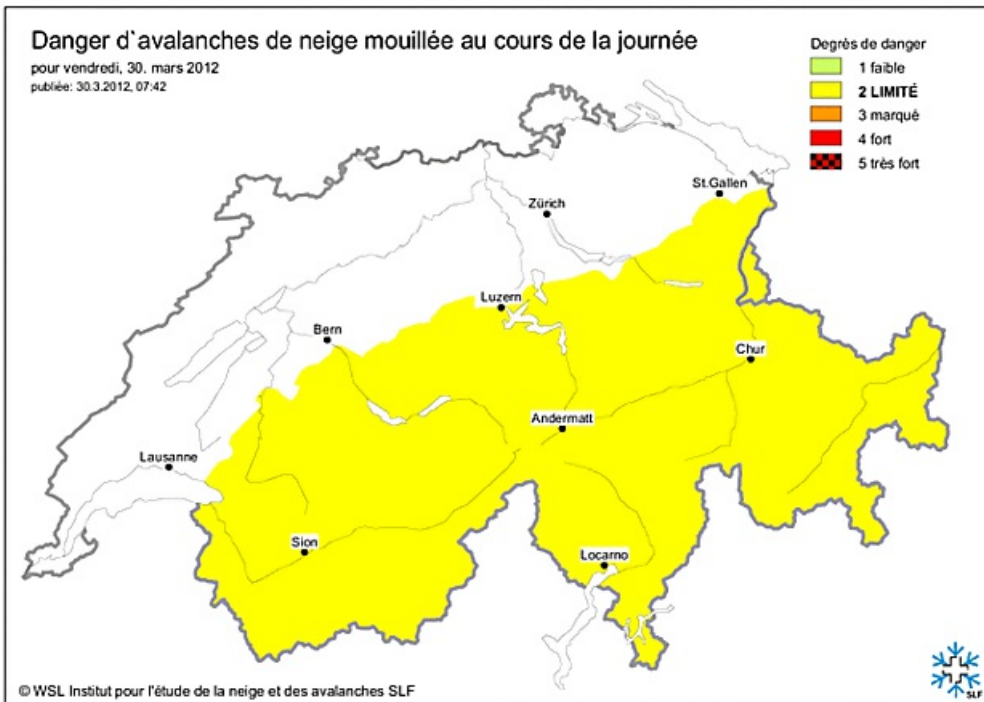 Danger d`avalanches de neige mouillée au cours de la journée
pour vendredi, 30. mars 2012
publiée: 30.3.2012, 07:42
Degrès de danger
1 faible
2 LIMITÉ
3 marqué
4 fort
5 très fort
St.Gallen
Zürich
Luzern
Bern
Chur
Andermatt
Lausanne
Sion
Locarno
© WSL Institut pour l'étude de la neige et des avalanches SLF
SLF